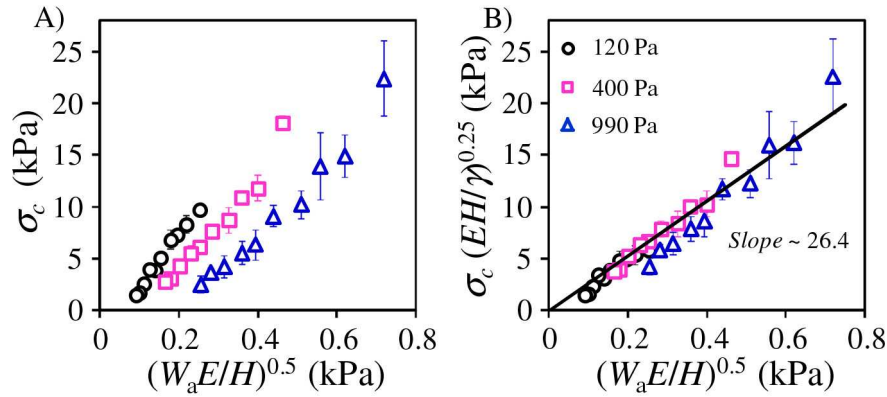 A)
σc (kPa)
25
20
15
10
5
0
0 0.2 0.4 0.6 0.8
(WaE/H)^0.5 (kPa)
B)
σc (EH/γ)^0.25 (kPa)
25
20
15
10
5
0
120 Pa
400 Pa
990 Pa
Slope ~ 26.4
0 0.2 0.4 0.6 0.8
(WaE/H)^0.5 (kPa)